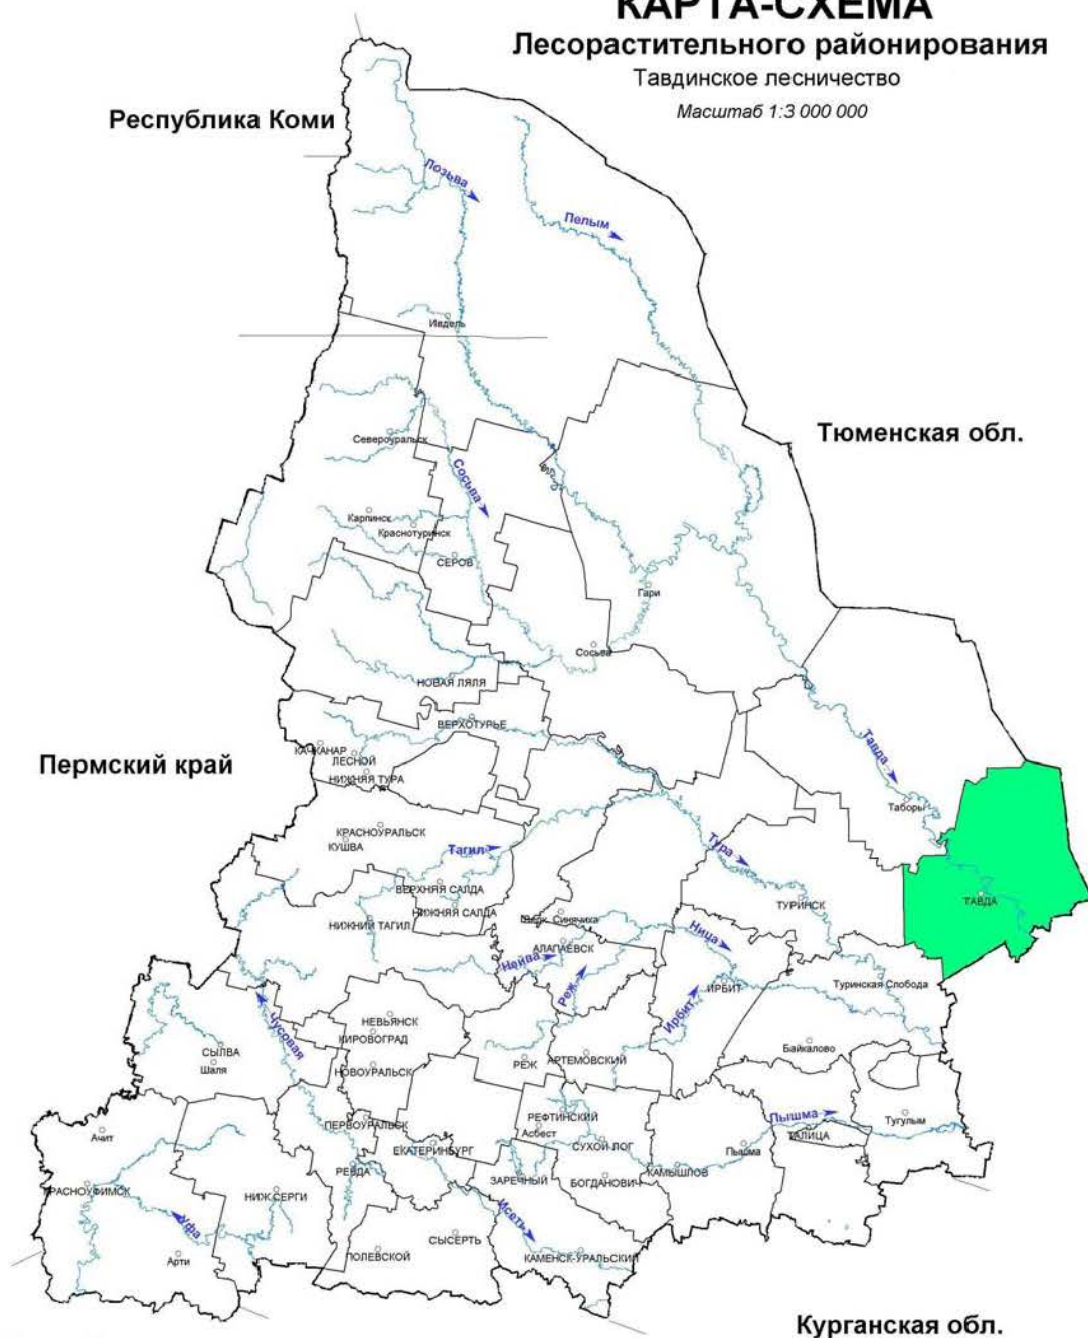 КАРТА-СХЕМА
Лесорастительного районирования
Тавдинское лесничество
Масштаб 1:3 000 000
Республика Коми
Лозьва
Пелым
Ивдель
Тюменская обл.
Североуральск
Сосьва
Карпинск
Краснотурьинск
СЕРОВ
Гари
Сосьва
НОВАЯ ЛЯЛЯ
ВЕРХОТУРЬЕ
Тавда
Пермский край
КАЧКАНАР
ЛЕСНОЙ
НИЖНЯЯ ТУРА
Таборы
КРАСНОУРАЛЬСК
КУШВА
Тагил
Тура
ВЕРХНЯЯ САЛДА
ТАВДА
ТУРИНСК
НИЖНЯЯ САЛДА
НИЖНИЙ ТАГИЛ
Верх. Синячиха
Ница
АЛАПАЕВСК
Нейва
Реж
ИРБИТ
Ирбит
Туринская Слобода
НЕВЬЯНСК
КИРОВОГРАД
Чусовая
СЫЛВА
Шаля
Байкалово
РЕЖ
АРТЕМОВСКИЙ
НОВОУРАЛЬСК
РЕФТИНСКИЙ
Асбест
Пышма
ТАЛИЦА
Тугулым
ПЕРВОУРАЛЬСК
Ачит
ЕКАТЕРИНБУРГ
СУХОЙ ЛОГ
Пышма
РЕВДА
КАМЫШЛОВ
ЗАРЕЧНЫЙ
БОГДАНОВИЧ
КРАСНОУФИМСК
НИЖ.СЕРГИ
Уфа
Исеть
СЫСЕРТЬ
ПОЛЕВСКОЙ
Арти
КАМЕНСК-УРАЛЬСКИЙ
Курганская обл.